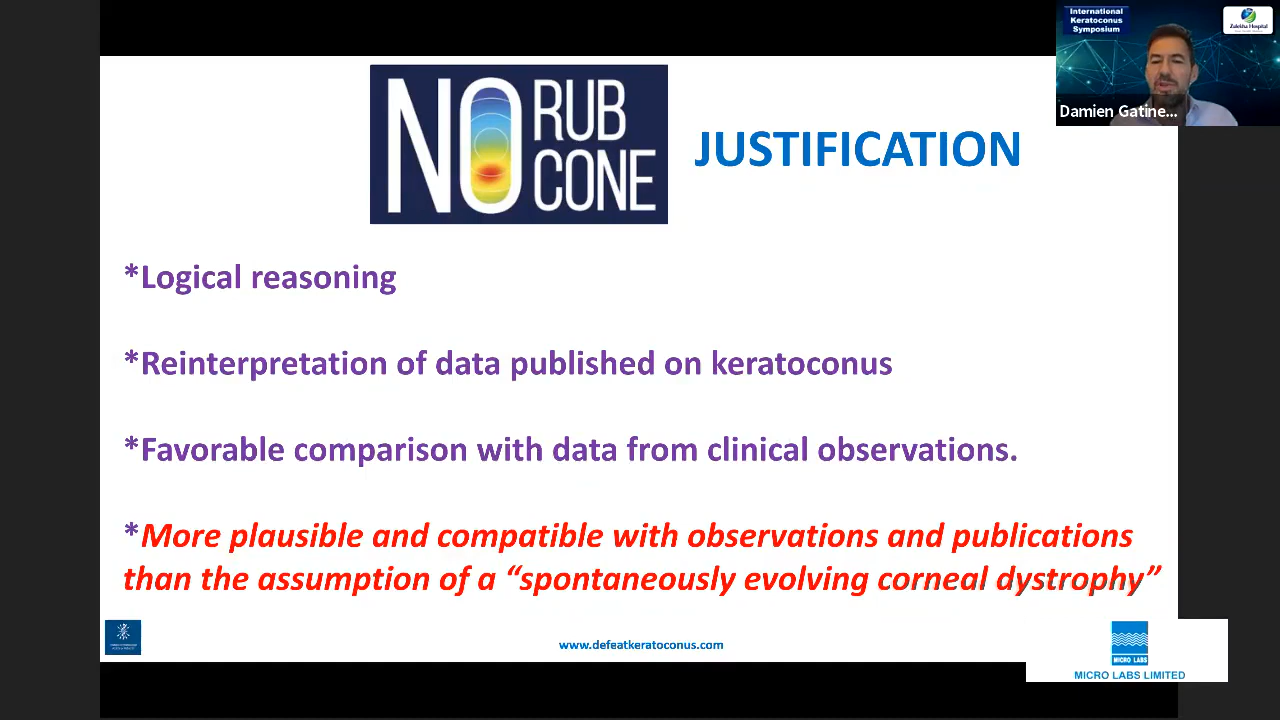 International
Keratoconus
Symposium
Zulekha Hospital
Damien Gatine...
NO RUB
CONE
JUSTIFICATION
*Logical reasoning
*Reinterpretation of data published on keratoconus
*Favorable comparison with data from clinical observations.
*More plausible and compatible with observations and publications
than the assumption of a “spontaneously evolving corneal dystrophy”
www.defeatkeratoconus.com
MICRO LABS
MICRO LABS LIMITED